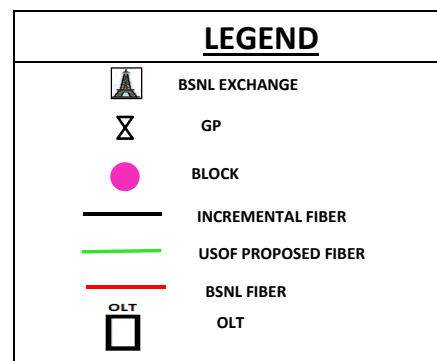 LEGEND
BSNL EXCHANGE
GP
BLOCK
INCREMENTAL FIBER
USOF PROPOSED FIBER
BSNL FIBER
OLT
OLT